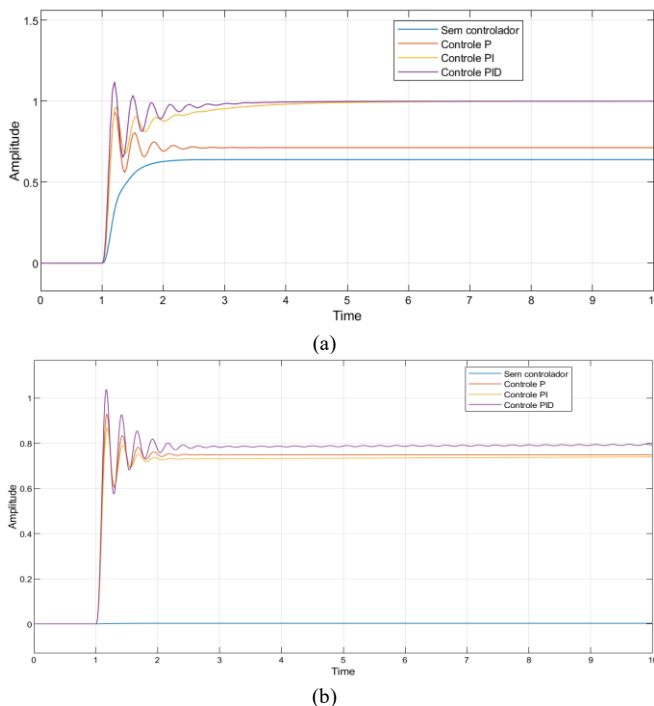 1.5
Sem controlador
Controle P
Controle PI
Controle PID
1
0.5
0
Amplitude
0 1 2 3 4 5 6 7 8 9 10
Time
(a)
Sem controlador
Controle P
Controle PI
Controle PID
1
0.8
0.6
0.4
0.2
0
Amplitude
0 1 2 3 4 5 6 7 8 9 10
Time
(b)